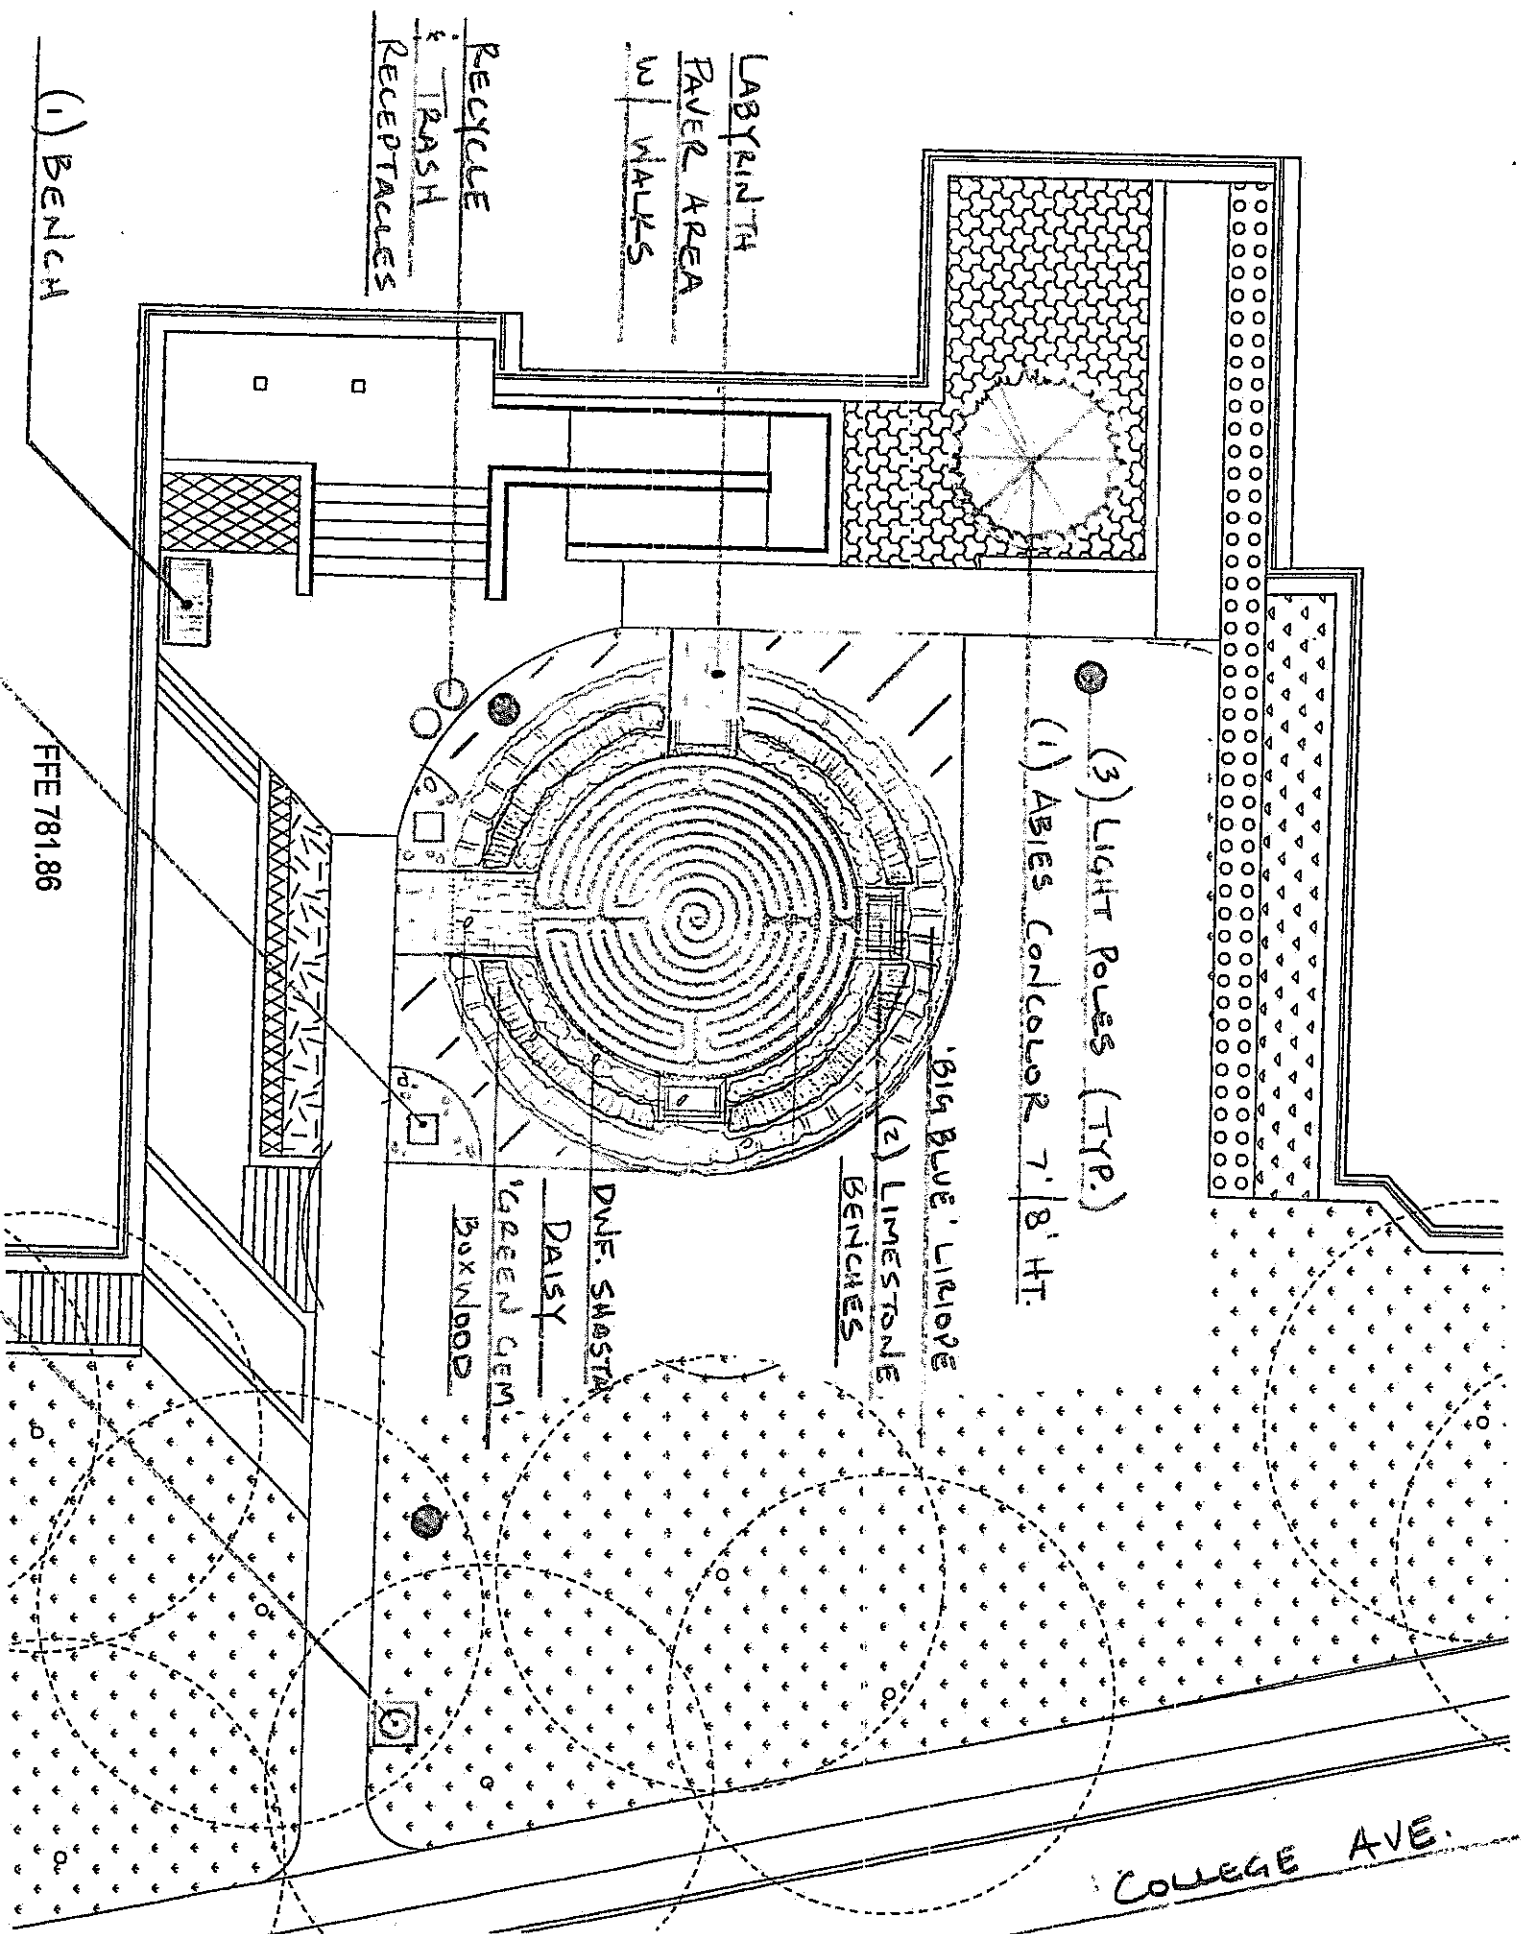 LABYRINTH
PAVER AREA
W/ WALKS
RECYCLE
& TRASH
RECEPTACLES
(1) BENCH
FFE 781.86
(3) LIGHT POLES (TYP.)
(1) ABIES CONCOLOR 7'/8' HT.
'BIG BLUE' LIRIOPE
(2) LIMESTONE
BENCHES
DWF. SHASTA
DAISY
'GREEN GEM'
BOXWOOD
COLLEGE AVE.